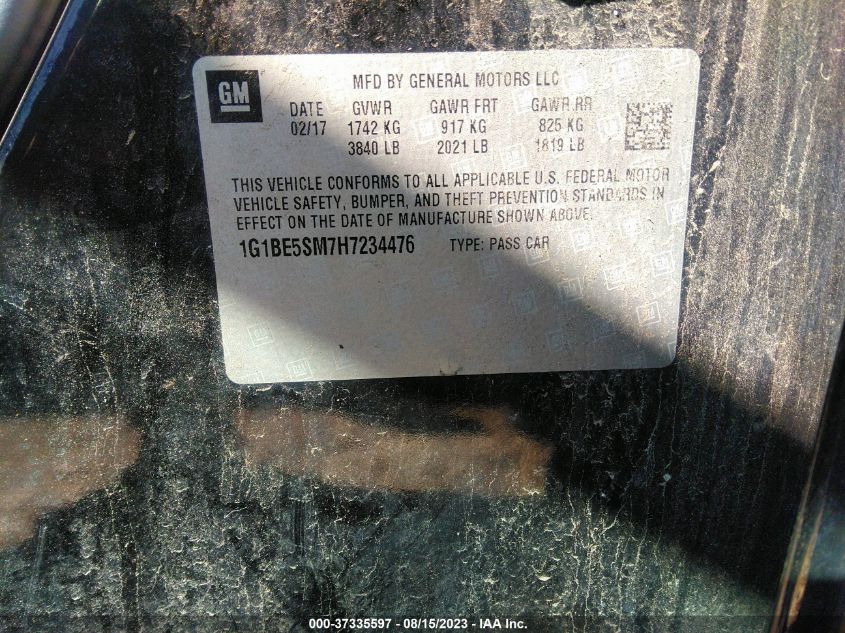 GM
MFD BY GENERAL MOTORS LLC
DATE GVWR GAWR FRT GAWR RR
02/17 1742 KG 917 KG 825 KG
3840 LB 2021 LB 1819 LB
THIS VEHICLE CONFORMS TO ALL APPLICABLE U.S. FEDERAL MOTOR
VEHICLE SAFETY, BUMPER, AND THEFT PREVENTION STANDARDS IN
EFFECT ON THE DATE OF MANUFACTURE SHOWN ABOVE.
1G1BE5SM7H7234476 TYPE: PASS CAR
000-37335597 - 08/15/2023 - IAA Inc.